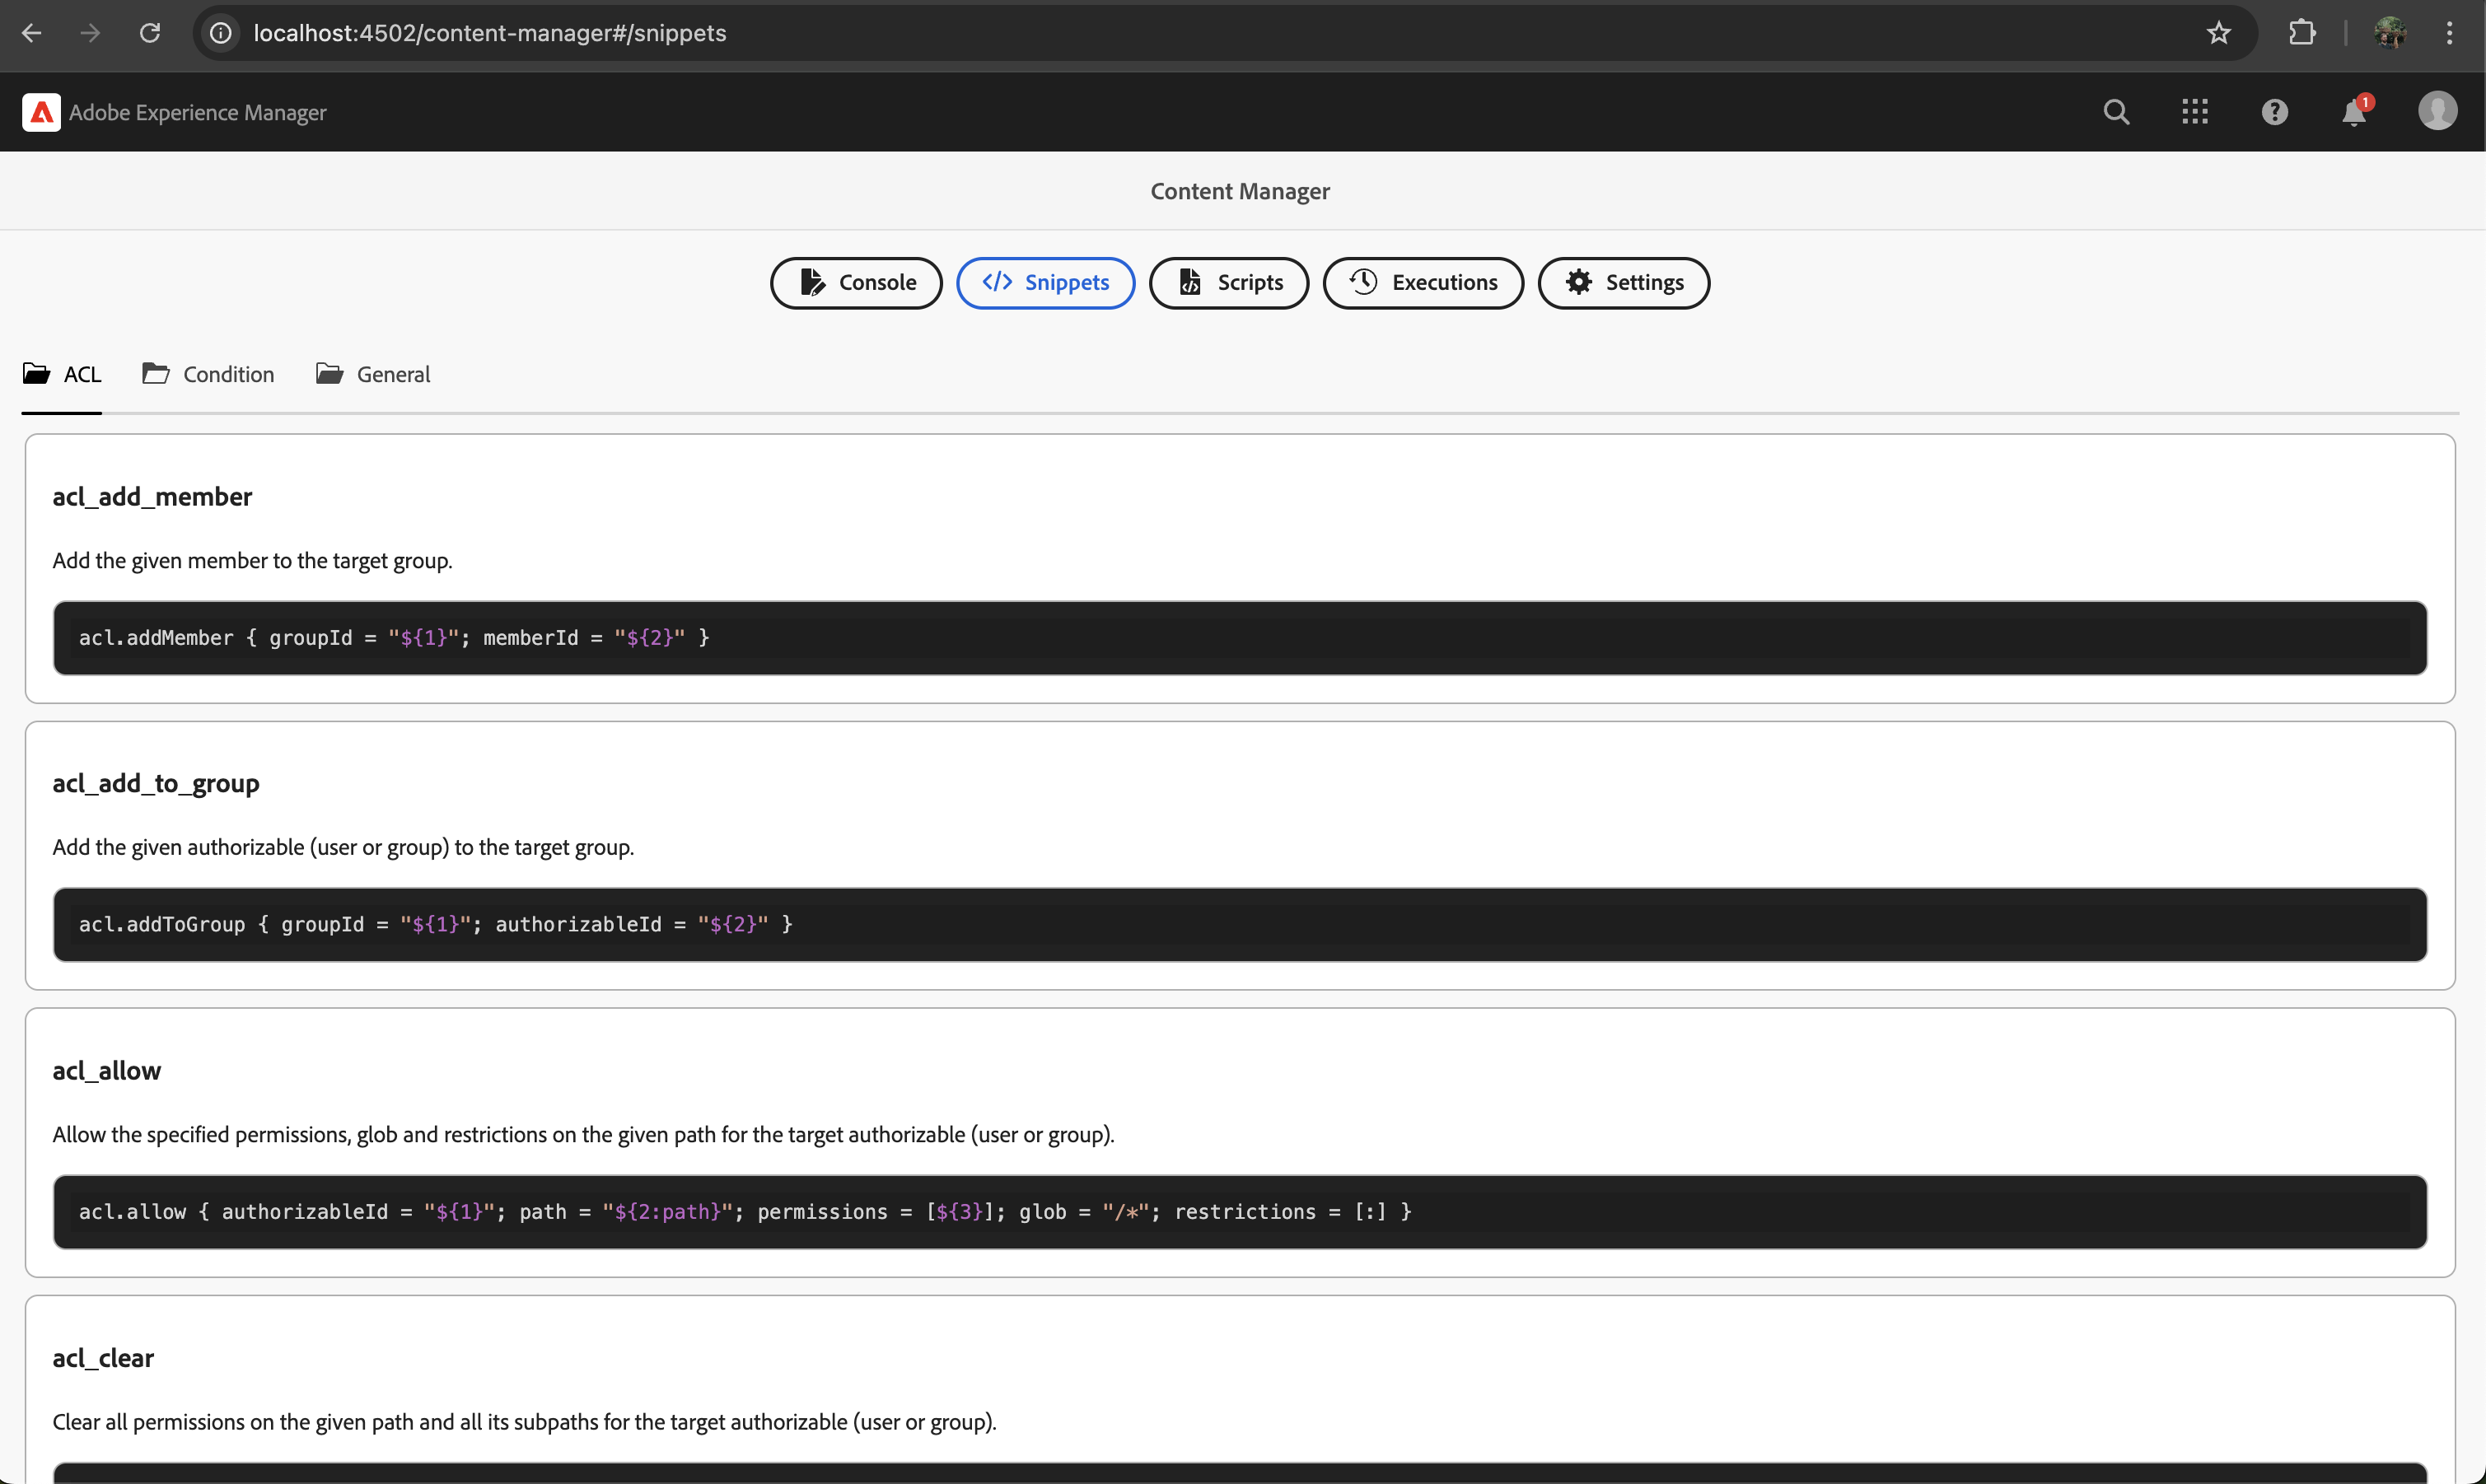 localhost:4502/content-manager#/snippets
Adobe Experience Manager
1
Content Manager
Console
Snippets
Scripts
Executions
Settings
ACL
Condition
General
acl_add_member
Add the given member to the target group.
acl.addMember { groupId = "${1}"; memberId = "${2}" }
acl_add_to_group
Add the given authorizable (user or group) to the target group.
acl.addToGroup { groupId = "${1}"; authorizableId = "${2}" }
acl_allow
Allow the specified permissions, glob and restrictions on the given path for the target authorizable (user or group).
acl.allow { authorizableId = "${1}"; path = "${2:path}"; permissions = [${3}]; glob = "/*"; restrictions = [:] }
acl_clear
Clear all permissions on the given path and all its subpaths for the target authorizable (user or group).